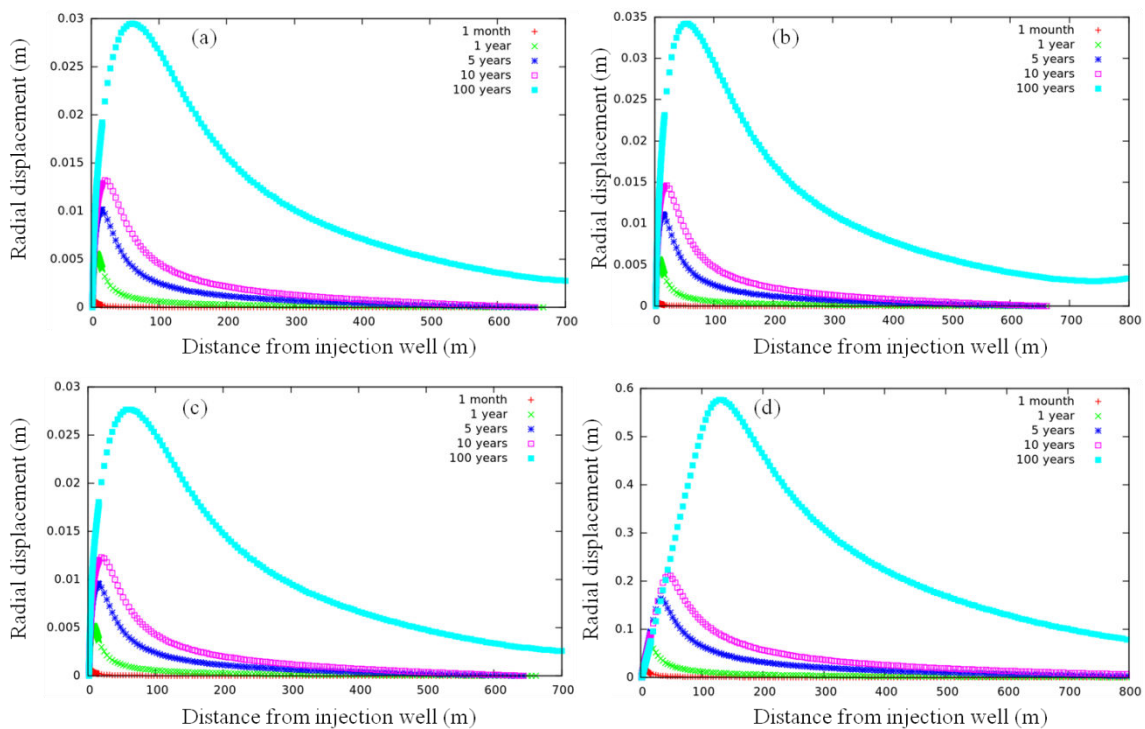 (a)
Radial displacement (m)
0.03
0.025
0.02
0.015
0.01
0.005
0
1 month
1 year
5 years
10 years
100 years
0 100 200 300 400 500 600 700
Distance from injection well (m)
(b)
Radial displacement (m)
0.035
0.03
0.025
0.02
0.015
0.01
0.005
0
1 mounth
1 year
5 years
10 years
100 years
0 100 200 300 400 500 600 700 800
Distance from injection well (m)
(c)
Radial displacement (m)
0.03
0.025
0.02
0.015
0.01
0.005
0
1 month
1 year
5 years
10 years
100 years
0 100 200 300 400 500 600 700
Distance from injection well (m)
(d)
Radial displacement (m)
0.6
0.5
0.4
0.3
0.2
0.1
0
1 mounth
1 year
5 years
10 years
100 years
0 100 200 300 400 500 600 700 800
Distance from injection well (m)